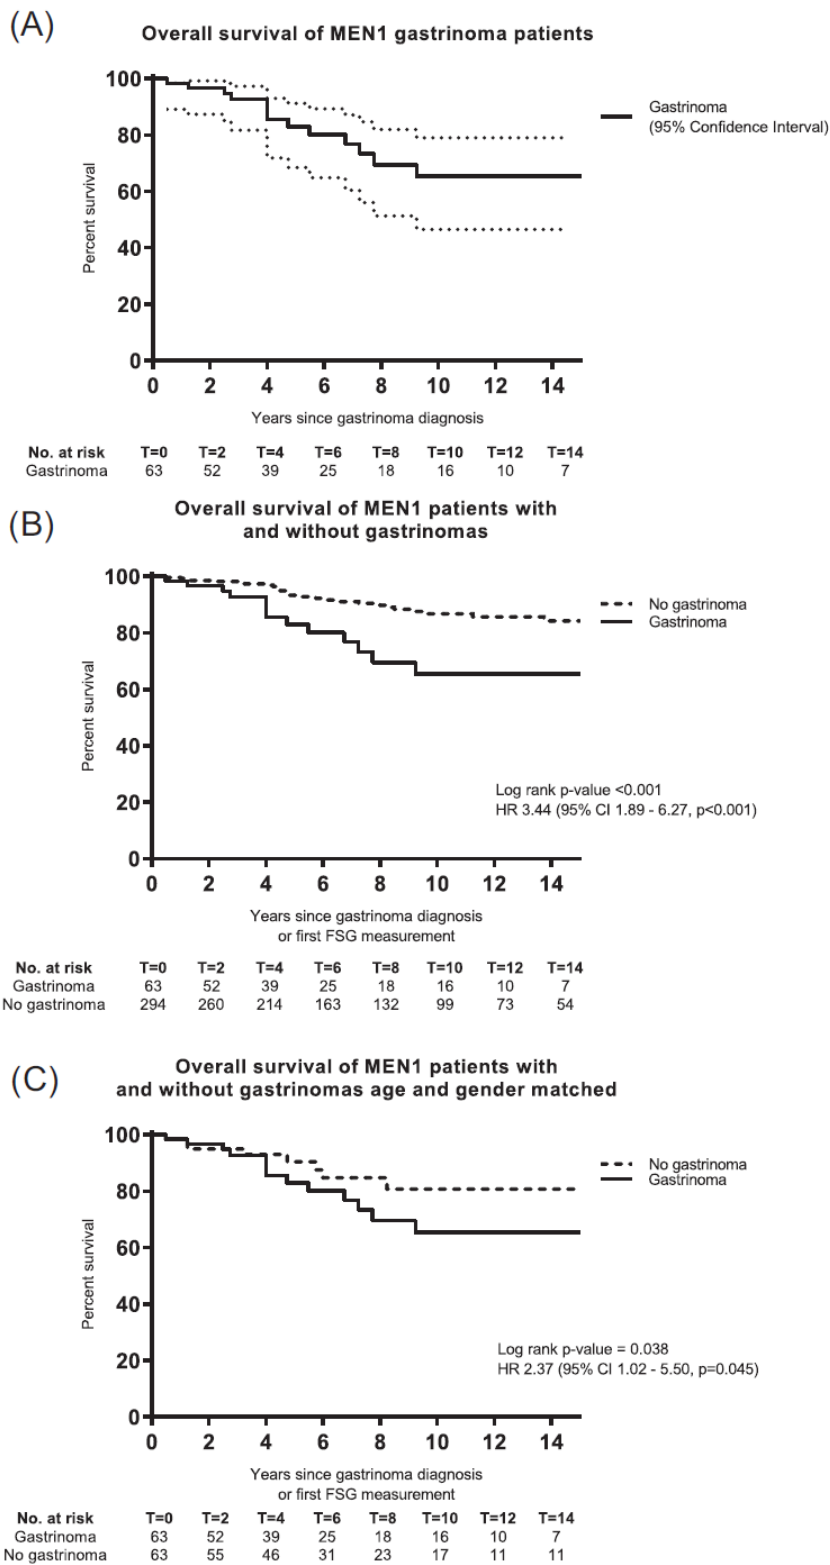 (A)
Overall survival of MEN1 gastrinoma patients
100
80
60
40
20
0
Percent survival
Gastrinoma
(95% Confidence Interval)
0 2 4 6 8 10 12 14
Years since gastrinoma diagnosis
No. at risk T=0 T=2 T=4 T=6 T=8 T=10 T=12 T=14
Gastrinoma 63 52 39 25 18 16 10 7
(B)
Overall survival of MEN1 patients with
and without gastrinomas
100
80
60
40
20
0
Percent survival
No gastrinoma
Gastrinoma
Log rank p-value <0.001
HR 3.44 (95% CI 1.89 - 6.27, p<0.001)
0 2 4 6 8 10 12 14
Years since gastrinoma diagnosis
or first FSG measurement
No. at risk T=0 T=2 T=4 T=6 T=8 T=10 T=12 T=14
Gastrinoma 63 52 39 25 18 16 10 7
No gastrinoma 294 260 214 163 132 99 73 54
(C)
Overall survival of MEN1 patients with
and without gastrinomas age and gender matched
100
80
60
40
20
0
Percent survival
No gastrinoma
Gastrinoma
Log rank p-value = 0.038
HR 2.37 (95% CI 1.02 - 5.50, p=0.045)
0 2 4 6 8 10 12 14
Years since gastrinoma diagnosis
or first FSG measurement
No. at risk T=0 T=2 T=4 T=6 T=8 T=10 T=12 T=14
Gastrinoma 63 52 39 25 18 16 10 7
No gastrinoma 63 55 46 31 23 17 11 11